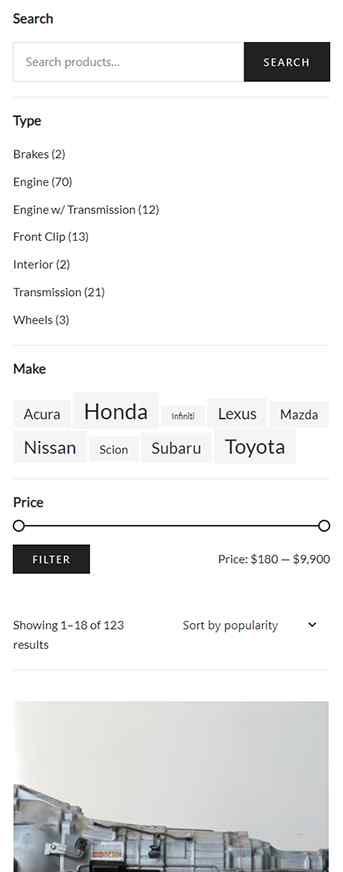 Search
Search products...
SEARCH
Type
Brakes (2)
Engine (70)
Engine w/ Transmission (12)
Front Clip (13)
Interior (2)
Transmission (21)
Wheels (3)
Make
Acura Honda Infiniti Lexus Mazda
Nissan Scion Subaru Toyota
Price
FILTER
Price: $180 — $9,900
Showing 1–18 of 123
results
Sort by popularity